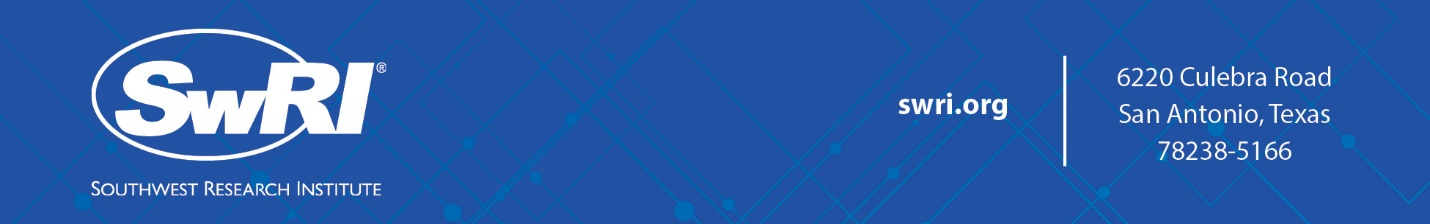 SwRI®
SOUTHWEST RESEARCH INSTITUTE
swri.org
6220 Culebra Road
San Antonio, Texas
78238-5166